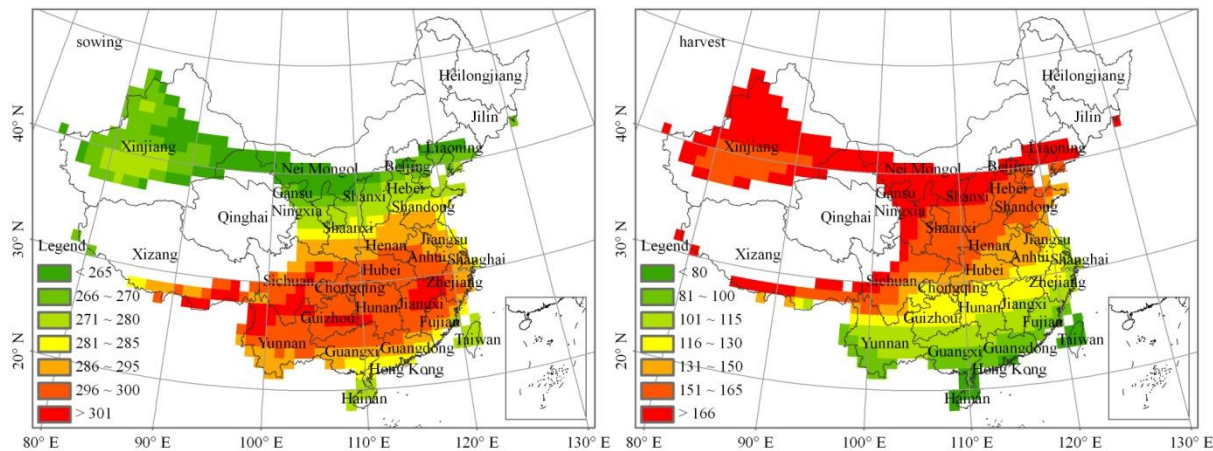 sowing
Heilongjiang
Jilin
40° N
Xinjiang
Liaoning
Nei Mongol
Beijing
Gansu
Shanxi
Hebei
Qinghai
Ningxia
Shandong
30° N
Shaanxi
Legend
Xizang
Henan
Jiangsu
Anhui
Shanghai
< 265
Sichuan
Hubei
Chongqing
Zhejiang
266 ~ 270
Hunan
Jiangxi
271 ~ 280
Guizhou
Fujian
281 ~ 285
Yunnan
Guangxi
Guangdong
Taiwan
20° N
286 ~ 295
Hong Kong
296 ~ 300
Hainan
> 301
80° E 90° E 100° E 110° E 120° E 130° E
harvest
Heilongjiang
Jilin
40° N
Xinjiang
Liaoning
Nei Mongol
Beijing
Gansu
Shanxi
Hebei
Qinghai
Ningxia
Shandong
30° N
Shaanxi
Legend
Xizang
Henan
Jiangsu
Anhui
Shanghai
< 80
Sichuan
Hubei
Chongqing
Zhejiang
81 ~ 100
Hunan
Jiangxi
101 ~ 115
Guizhou
Fujian
116 ~ 130
Yunnan
Guangxi
Guangdong
Taiwan
20° N
131 ~ 150
Hong Kong
151 ~ 165
Hainan
> 166
80° E 90° E 100° E 110° E 120° E 130° E